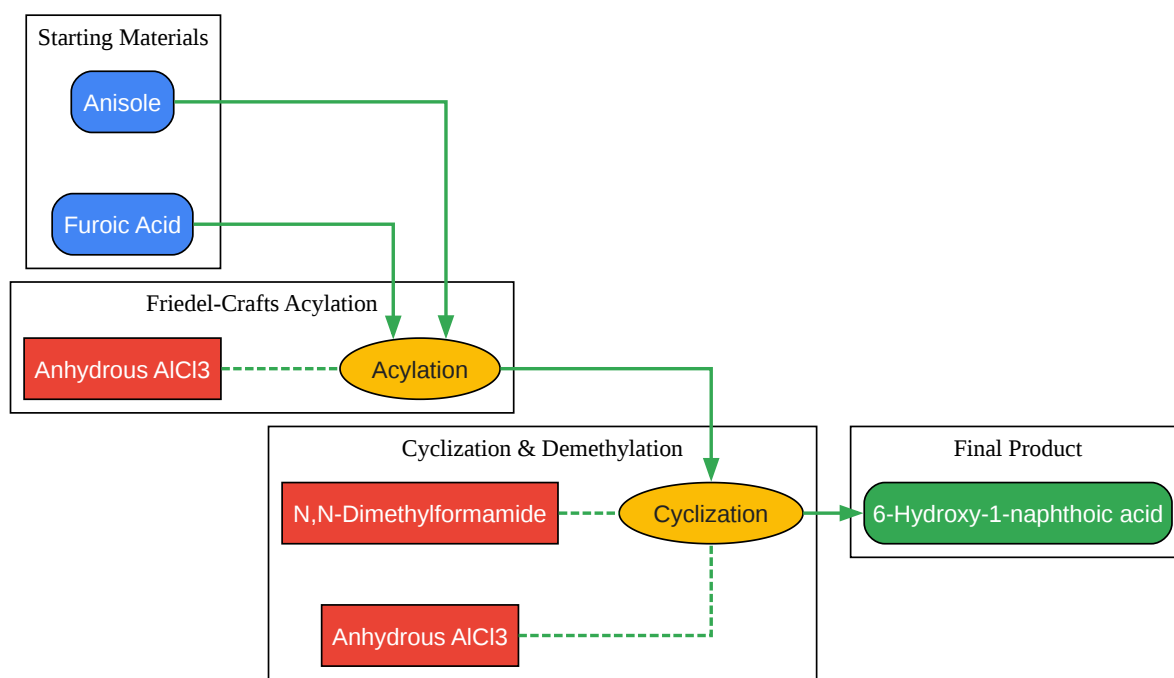 Starting Materials
Anisole
Furoic Acid
Friedel-Crafts Acylation
Anhydrous AlCl3
Acylation
Cyclization & Demethylation
Final Product
N,N-Dimethylformamide
Cyclization
6-Hydroxy-1-naphthoic acid
Anhydrous AlCl3